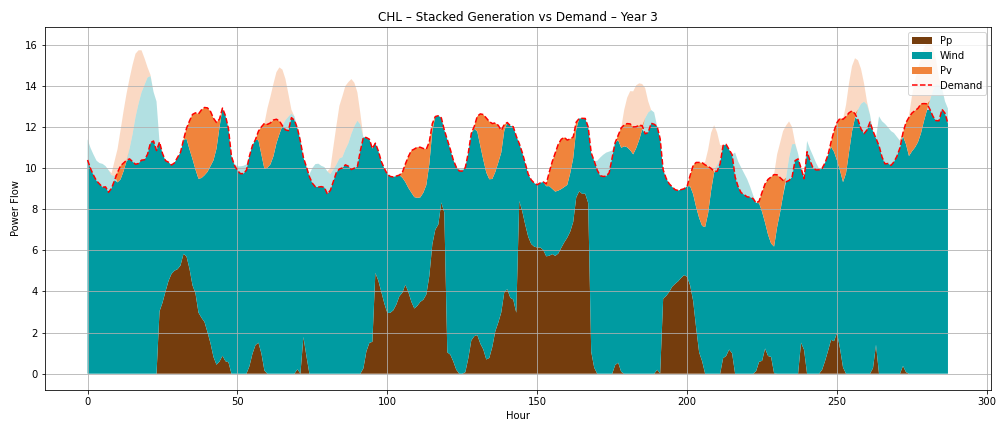 CHL – Stacked Generation vs Demand – Year 3
Power Flow
16
14
12
10
8
6
4
2
0
Pp
Wind
Pv
Demand
0
50
100
150
200
250
300
Hour